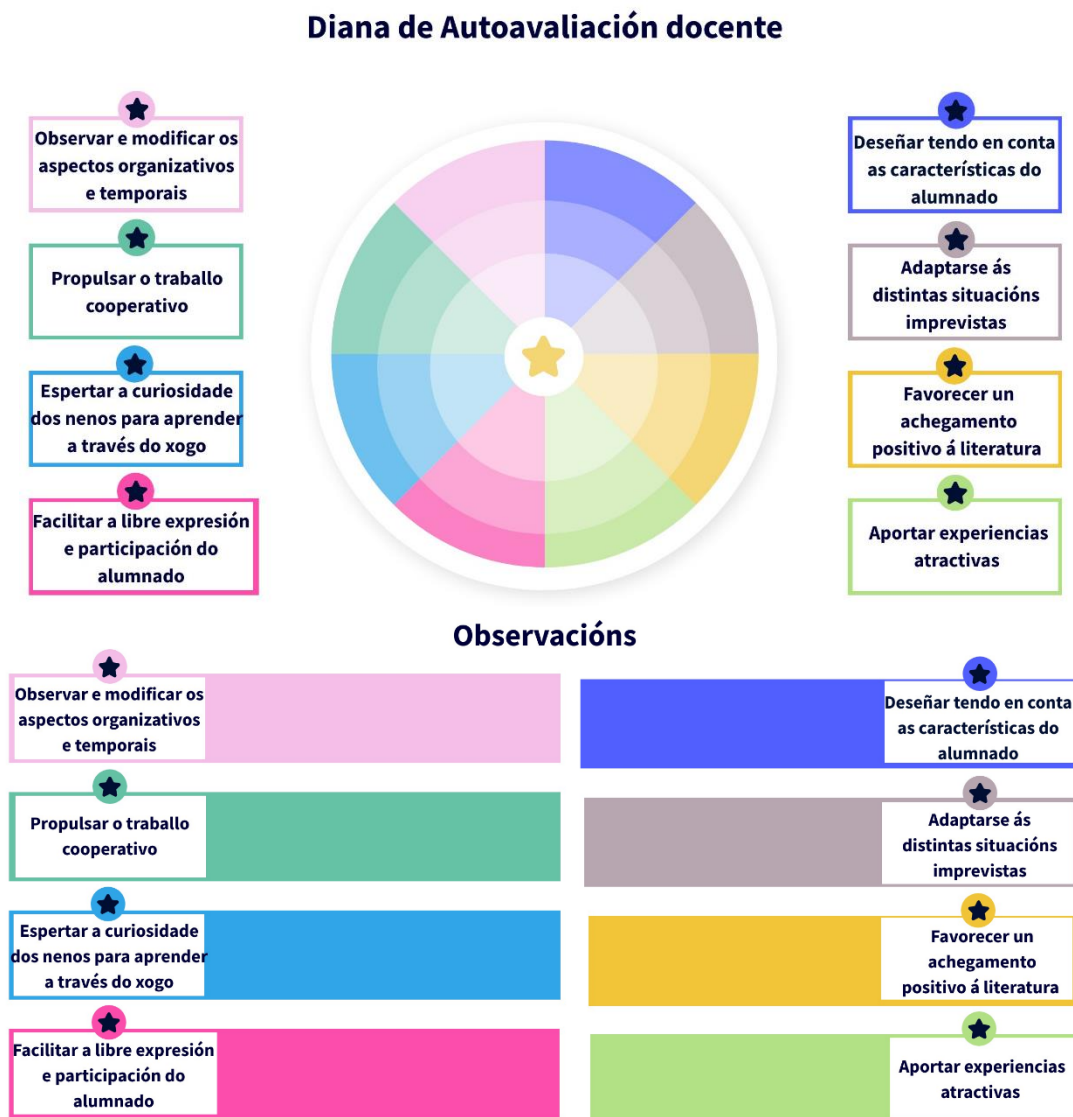 Diana de Autoavaliación docente
Observar e modificar os
aspectos organizativos
e temporais
Propulsar o traballo
cooperativo
Espertar a curiosidade
dos nenos para aprender
a través do xogo
Facilitar a libre expresión
e participación do
alumnado
Deseñar tendo en conta
as características do
alumnado
Adaptarse ás
distintas situacións
imprevistas
Favorecer un
achegamento
positivo á literatura
Aportar experiencias
atractivas
Observacións
Observar e modificar os
aspectos organizativos
e temporais
Propulsar o traballo
cooperativo
Espertar a curiosidade
dos nenos para aprender
a través do xogo
Facilitar a libre expresión
e participación do
alumnado
Deseñar tendo en conta
as características do
alumnado
Adaptarse ás
distintas situacións
imprevistas
Favorecer un
achegamento
positivo á literatura
Aportar experiencias
atractivas